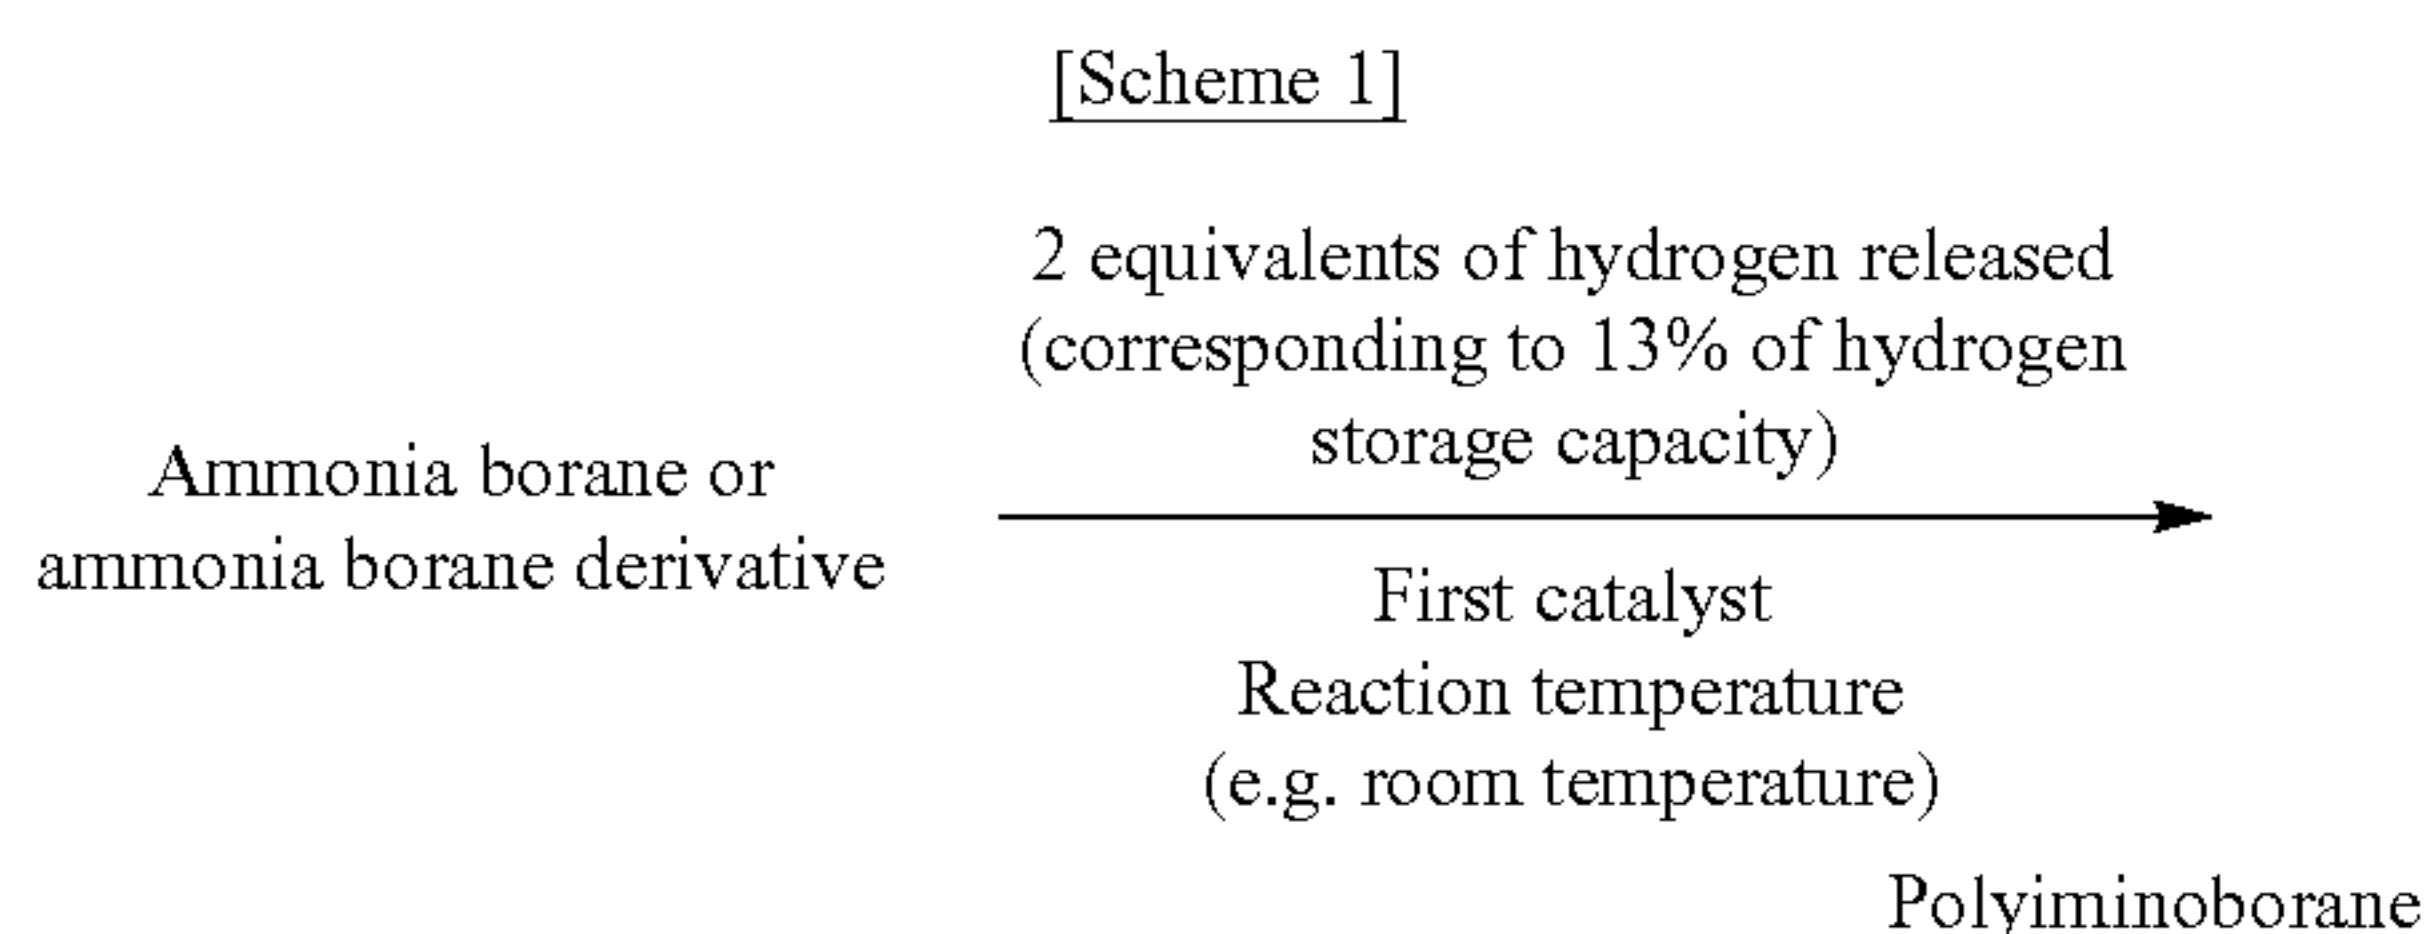 [Scheme 1]
2 equivalents of hydrogen released
(corresponding to 13% of hydrogen
storage capacity)
Ammonia borane or
ammonia borane derivative
First catalyst
Reaction temperature
(e.g. room temperature)
Polyiminoborane